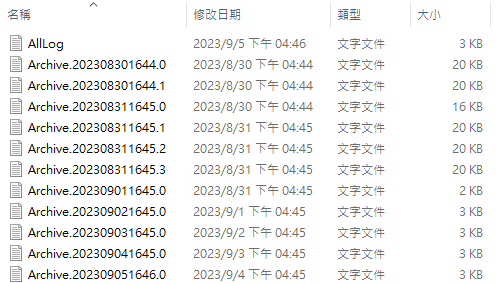 名稱 修改日期 類型 大小
AllLog 2023/9/5 下午 04:46 文字文件 3 KB
Archive.202308301644.0 2023/8/30 下午 04:44 文字文件 20 KB
Archive.202308301644.1 2023/8/30 下午 04:44 文字文件 20 KB
Archive.202308311645.0 2023/8/30 下午 04:44 文字文件 16 KB
Archive.202308311645.1 2023/8/31 下午 04:45 文字文件 20 KB
Archive.202308311645.2 2023/8/31 下午 04:45 文字文件 20 KB
Archive.202308311645.3 2023/8/31 下午 04:45 文字文件 20 KB
Archive.202309011645.0 2023/8/31 下午 04:45 文字文件 2 KB
Archive.202309021645.0 2023/9/1 下午 04:45 文字文件 3 KB
Archive.202309031645.0 2023/9/2 下午 04:45 文字文件 3 KB
Archive.202309041645.0 2023/9/3 下午 04:45 文字文件 3 KB
Archive.202309051646.0 2023/9/4 下午 04:45 文字文件 3 KB